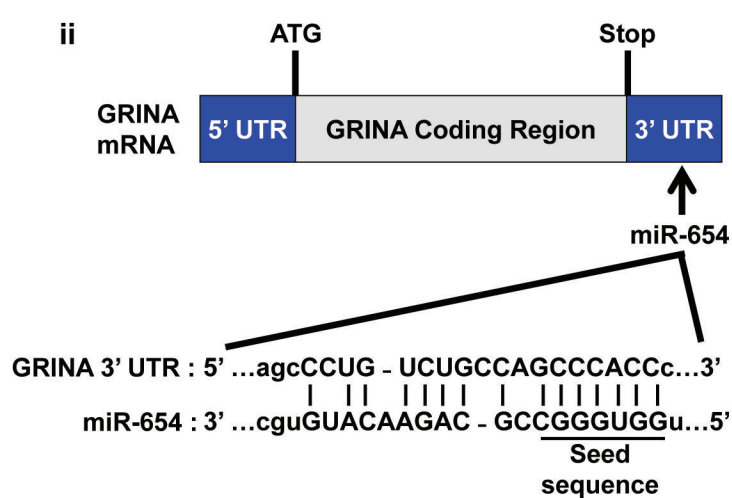 ii
ATG Stop
GRINA
mRNA
5’ UTR GRINA Coding Region 3’ UTR
miR-654
GRINA 3’ UTR : 5’ ...agcCCUG - UCUGCCAGCCCACCc...3’
miR-654 : 3’ ...cguGUACAAGAC - GCCGGGUGGu...5’
Seed
sequence